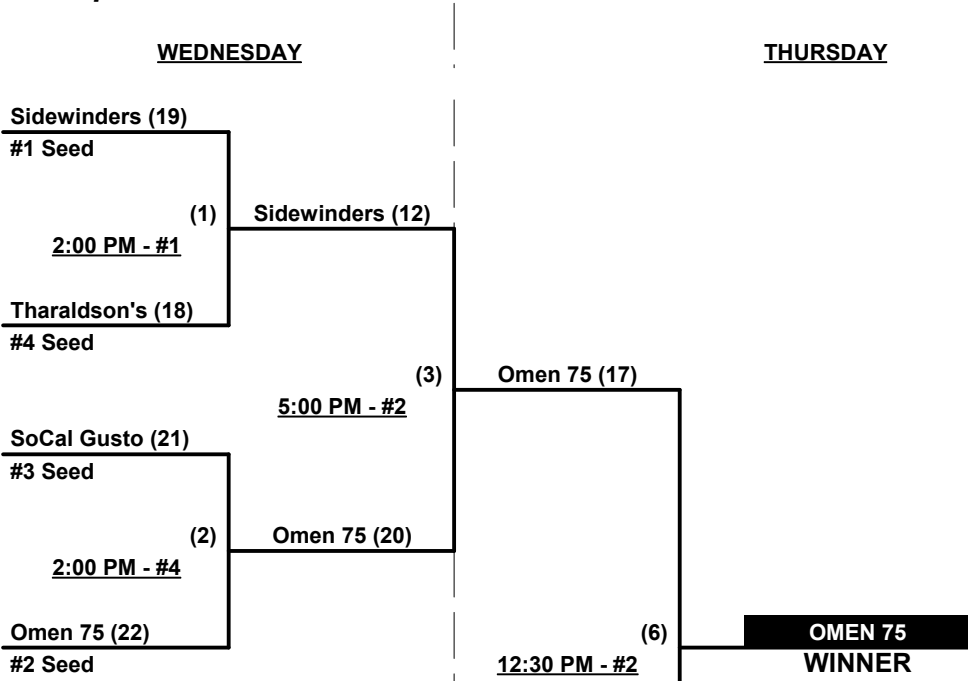 WEDNESDAY
THURSDAY
Sidewinders (19)
#1 Seed
(1)
Sidewinders (12)
2:00 PM - #1
Tharaldson's (18)
#4 Seed
(3)
Omen 75 (17)
5:00 PM - #2
SoCal Gusto (21)
#3 Seed
(2)
Omen 75 (20)
2:00 PM - #4
Omen 75 (22)
(6)
OMEN 75
#2 Seed
12:30 PM - #2
WINNER